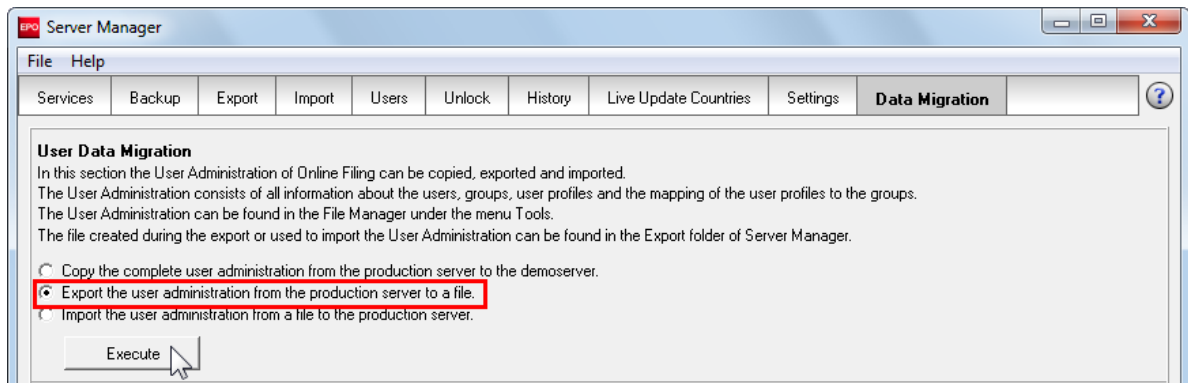 EPO Server Manager
File Help
Services Backup Export Import Users Unlock History Live Update Countries Settings Data Migration ?
User Data Migration
In this section the User Administration of Online Filing can be copied, exported and imported.
The User Administration consists of all information about the users, groups, user profiles and the mapping of the user profiles to the groups.
The User Administration can be found in the File Manager under the menu Tools.
The file created during the export or used to import the User Administration can be found in the Export folder of Server Manager.
Copy the complete user administration from the production server to the demoserver.
Export the user administration from the production server to a file.
Import the user administration from a file to the production server.
Execute